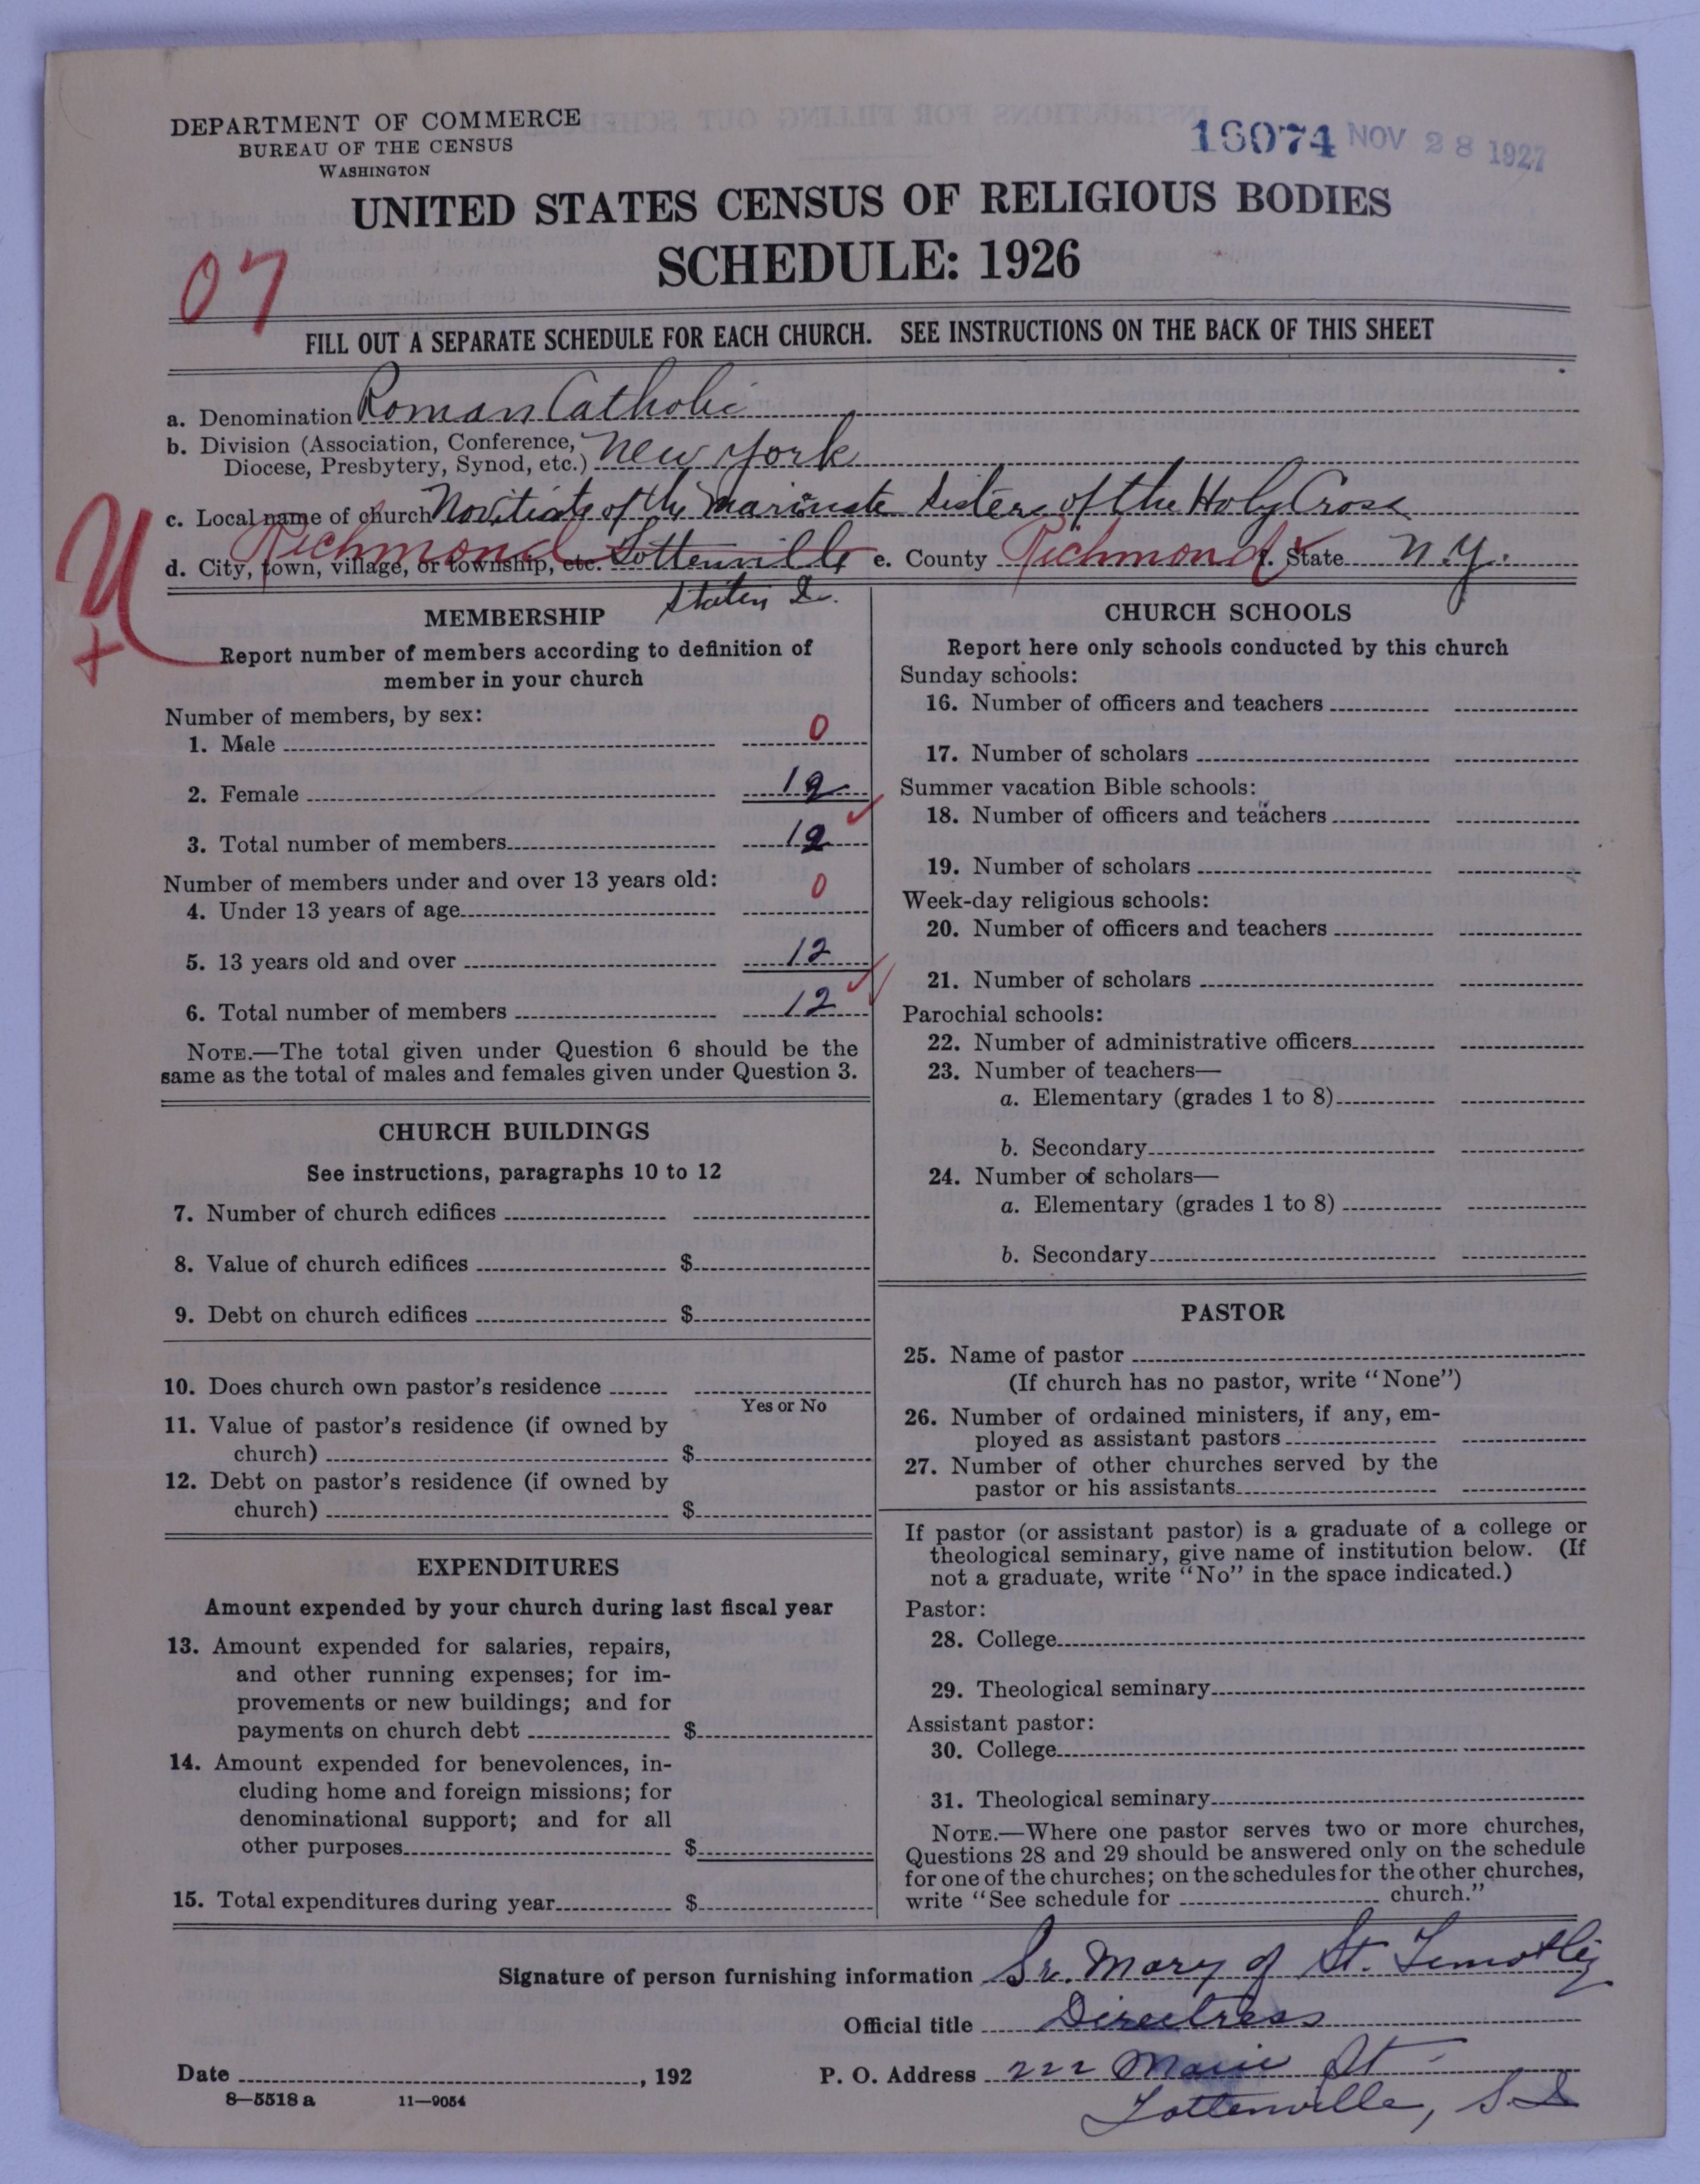 DEPARTMENT OF COMMERCE
BUREAU OF THE CENSUS
WASHINGTON
16074 NOV 28 1927
UNITED STATES CENSUS OF RELIGIOUS BODIES
SCHEDULE: 1926
07
FILL OUT A SEPARATE SCHEDULE FOR EACH CHURCH. SEE INSTRUCTIONS ON THE BACK OF THIS SHEET
a. Denomination Roman Catholic
b. Division (Association, Conference, Diocese, Presbytery, Synod, etc.) New York
c. Local name of church Novitiate of the Marianite Sisters of the Holy Cross
d. City, town, village, or township, etc. Richmond Tottenville e. County Richmond f. State N.Y.
Staten I.
U
+
MEMBERSHIP
Report number of members according to definition of
member in your church
Number of members, by sex:
1. Male 0
2. Female 12
3. Total number of members 12
Number of members under and over 13 years old:
4. Under 13 years of age 0
5. 13 years old and over 12
6. Total number of members 12
NOTE.—The total given under Question 6 should be the
same as the total of males and females given under Question 3.
CHURCH BUILDINGS
See instructions, paragraphs 10 to 12
7. Number of church edifices
8. Value of church edifices $
9. Debt on church edifices $
10. Does church own pastor's residence
Yes or No
11. Value of pastor's residence (if owned by
church) $
12. Debt on pastor's residence (if owned by
church) $
EXPENDITURES
Amount expended by your church during last fiscal year
13. Amount expended for salaries, repairs,
and other running expenses; for im-
provements or new buildings; and for
payments on church debt $
14. Amount expended for benevolences, in-
cluding home and foreign missions; for
denominational support; and for all
other purposes $
15. Total expenditures during year $
CHURCH SCHOOLS
Report here only schools conducted by this church
Sunday schools:
16. Number of officers and teachers
17. Number of scholars
Summer vacation Bible schools:
18. Number of officers and teachers
19. Number of scholars
Week-day religious schools:
20. Number of officers and teachers
21. Number of scholars
Parochial schools:
22. Number of administrative officers
23. Number of teachers—
a. Elementary (grades 1 to 8)
b. Secondary
24. Number of scholars—
a. Elementary (grades 1 to 8)
b. Secondary
PASTOR
25. Name of pastor
(If church has no pastor, write "None")
26. Number of ordained ministers, if any, em-
ployed as assistant pastors
27. Number of other churches served by the
pastor or his assistants
If pastor (or assistant pastor) is a graduate of a college or
theological seminary, give name of institution below. (If
not a graduate, write "No" in the space indicated.)
Pastor:
28. College
29. Theological seminary
Assistant pastor:
30. College
31. Theological seminary
NOTE.—Where one pastor serves two or more churches,
Questions 28 and 29 should be answered only on the schedule
for one of the churches; on the schedules for the other churches,
write "See schedule for church."
Signature of person furnishing information Sr. Mary of St. Timothy
Official title Directress
Date , 192 P. O. Address 222 Main St
8—5518 a 11—9054
Tottenville, S.I